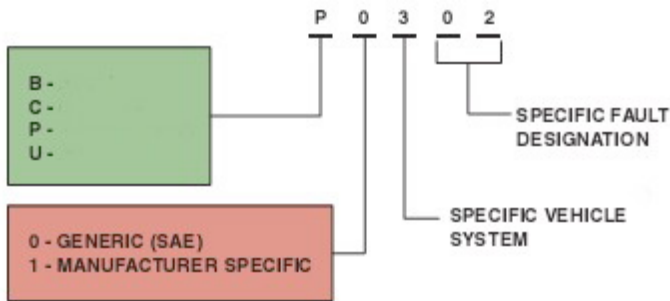 P 0 3 0 2
B -
C -
P -
U -
SPECIFIC FAULT
DESIGNATION
0 - GENERIC (SAE)
1 - MANUFACTURER SPECIFIC
SPECIFIC VEHICLE
SYSTEM